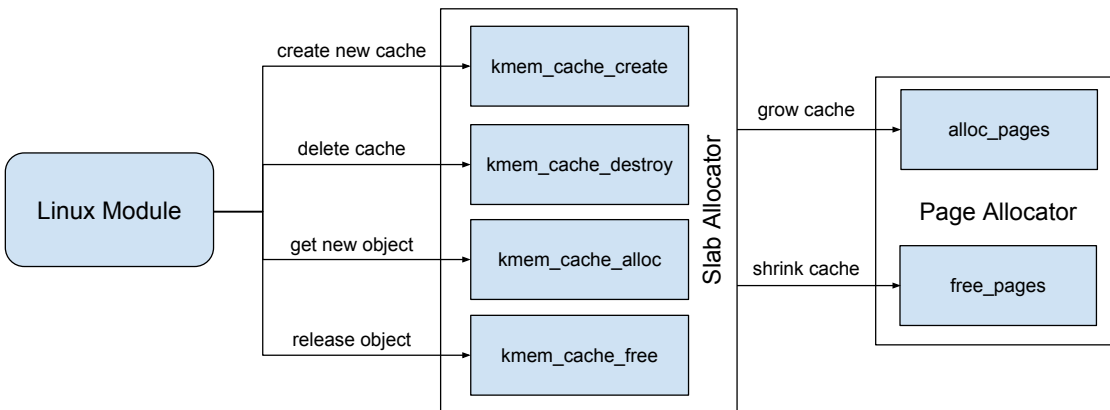 Linux Module
create new cache
delete cache
get new object
release object
kmem_cache_create
kmem_cache_destroy
kmem_cache_alloc
kmem_cache_free
Slab Allocator
grow cache
shrink cache
alloc_pages
Page Allocator
free_pages